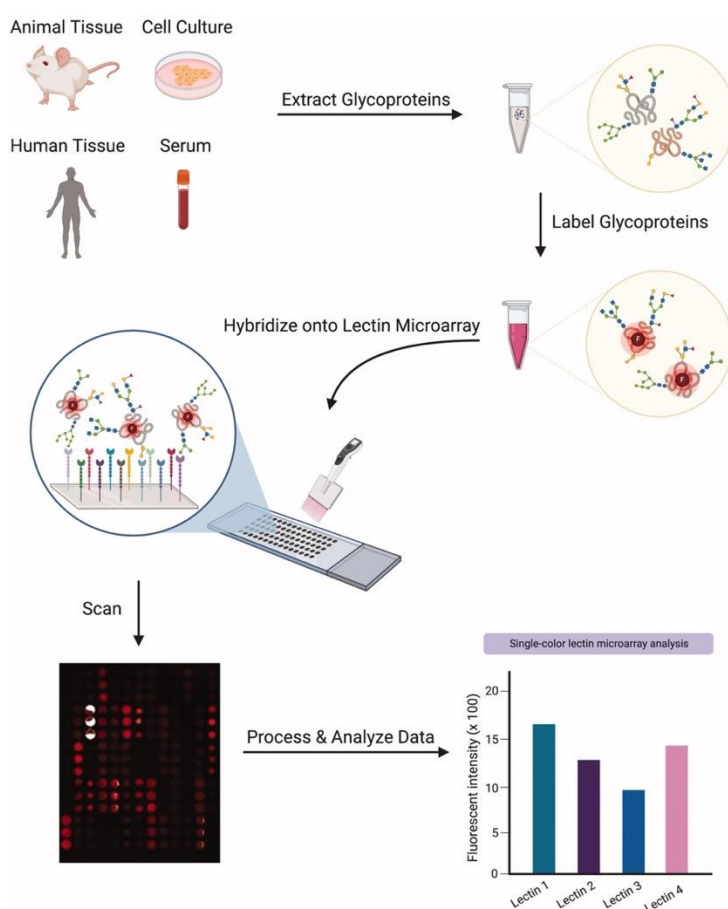 Animal Tissue
Cell Culture
Extract Glycoproteins
Human Tissue
Serum
Label Glycoproteins
Hybridize onto Lectin Microarray
F
F
F
F
F
Scan
Process & Analyze Data
Single-color lectin microarray analysis
Fluorescent intensity (x 100)
20
15
10
5
0
Lectin 1
Lectin 2
Lectin 3
Lectin 4